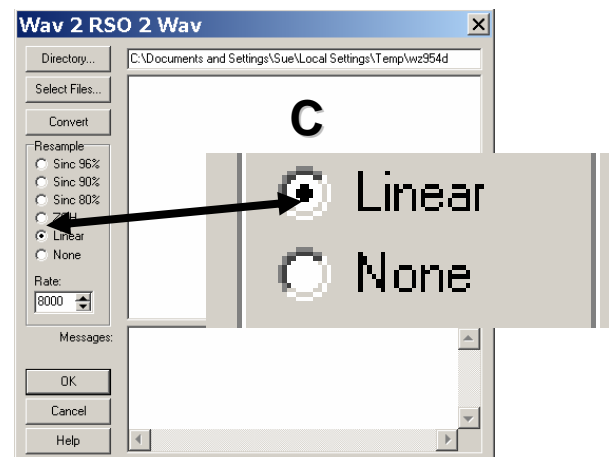 Wav 2 RSO 2 Wav
Directory...
C:\Documents and Settings\Sue\Local Settings\Temp\wz954d
Select Files...
Convert
C
Resample
Sinc 96%
Sinc 90%
Sinc 80%
Linear
None
Linear
None
Rate:
8000
Messages:
OK
Cancel
Help